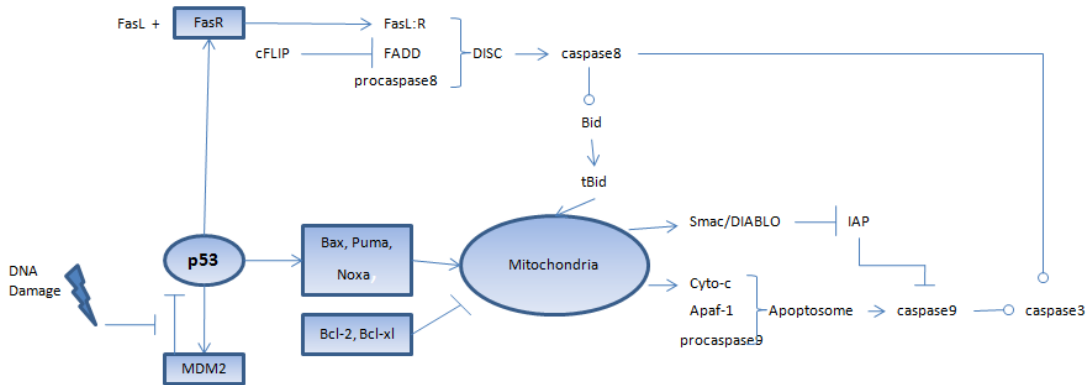 FasL +
FasR
FasL:R
cFLIP
FADD
procaspase8
DISC
caspase8
Bid
tBid
Smac/DIABLO
IAP
p53
Bax, Puma,
Noxa,
Mitochondria
DNA
Damage
Cyto-c
Apaf-1
procaspase9
Apoptosome
caspase9
caspase3
Bcl-2, Bcl-xl
MDM2